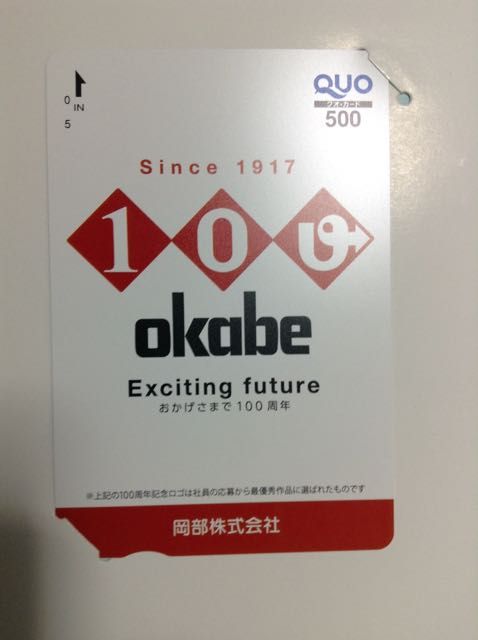 0 IN
5
QUO
クオ・カード
500
Since 1917
100
okabe
Exciting future
おかげさまで100周年
※上記の100周年記念ロゴは社員の応募から最優秀作品に選ばれたものです
岡部株式会社